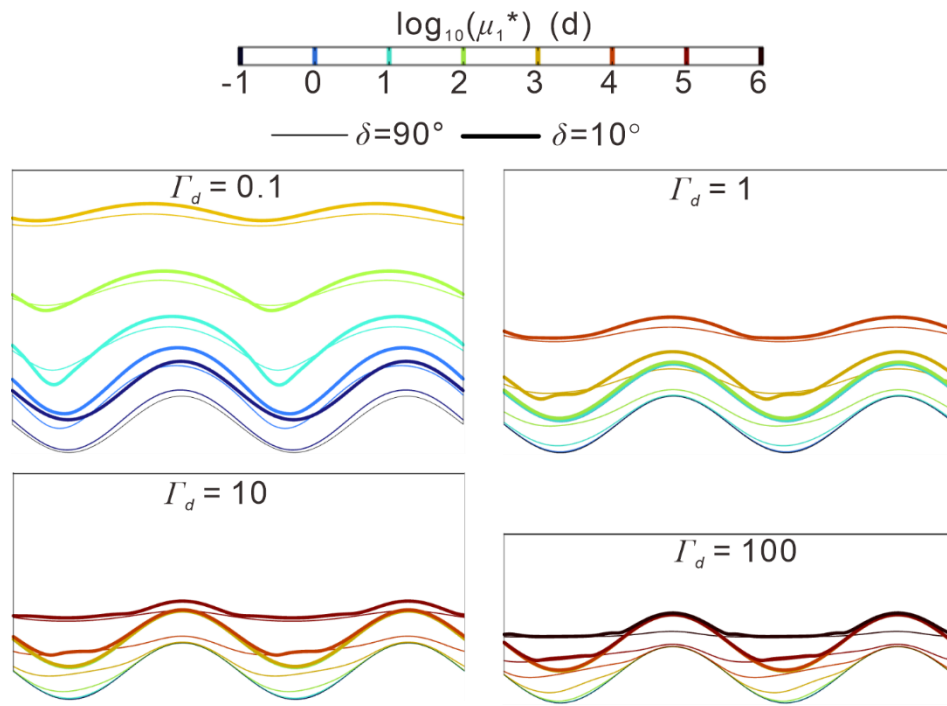 log₁₀(μ₁*) (d)
-1 0 1 2 3 4 5 6
δ=90° δ=10°
Γd = 0.1
Γd = 1
Γd = 10
Γd = 100